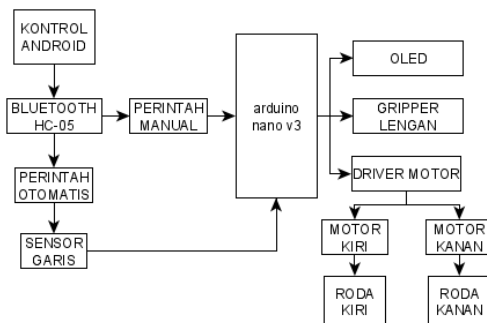 KONTROL
ANDROID
BLUETOOTH
HC-05
PERINTAH
MANUAL
PERINTAH
OTOMATIS
SENSOR
GARIS
arduino
nano v3
OLED
GRIPPER
LENGAN
DRIVER MOTOR
MOTOR
KIRI
MOTOR
KANAN
RODA
KIRI
RODA
KANAN